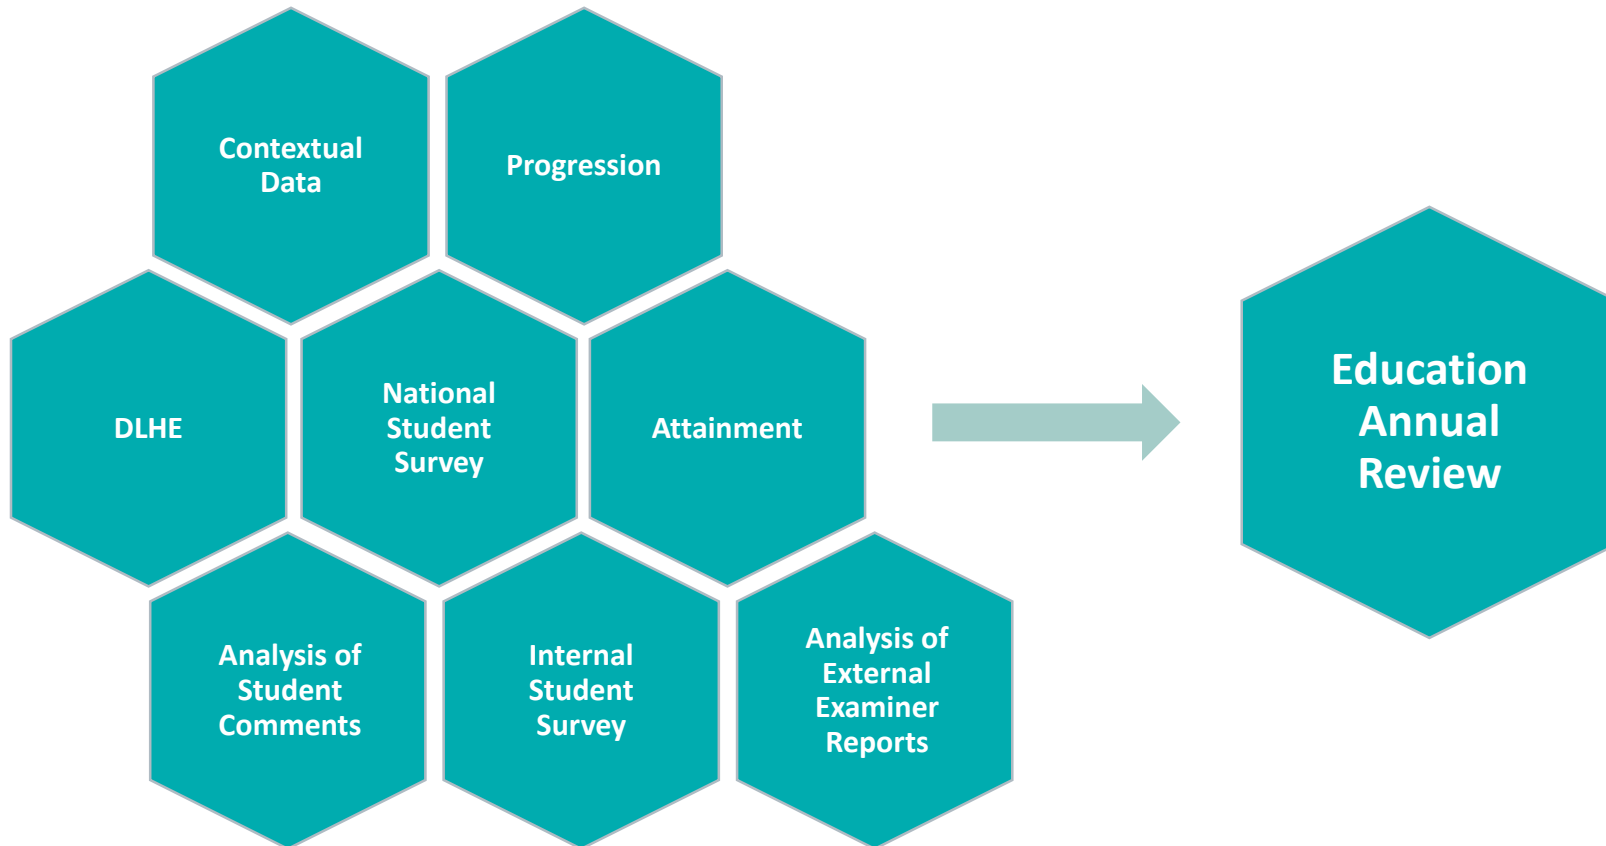 Contextual
Data
Progression
DLHE
National
Student
Survey
Attainment
Education
Annual
Review
Analysis of
Student
Comments
Internal
Student
Survey
Analysis of
External
Examiner
Reports